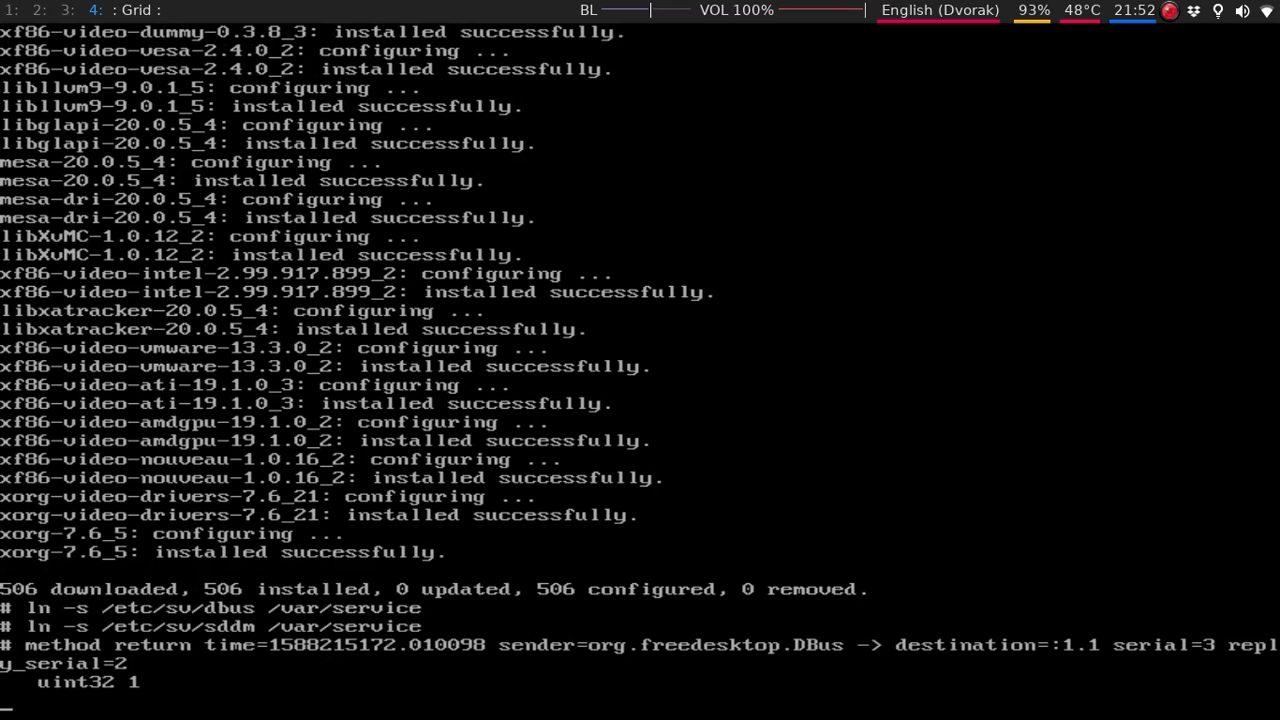 1: 2: 3: 4: : Grid : BL VOL 100% English (Dvorak) 93% 48°C 21:52
xf86-video-dummy-0.3.8_3: installed successfully.
xf86-video-vesa-2.4.0_2: configuring ...
xf86-video-vesa-2.4.0_2: installed successfully.
libllvm9-9.0.1_5: configuring ...
libllvm9-9.0.1_5: installed successfully.
libglapi-20.0.5_4: configuring ...
libglapi-20.0.5_4: installed successfully.
mesa-20.0.5_4: configuring ...
mesa-20.0.5_4: installed successfully.
mesa-dri-20.0.5_4: configuring ...
mesa-dri-20.0.5_4: installed successfully.
libXvMC-1.0.12_2: configuring ...
libXvMC-1.0.12_2: installed successfully.
xf86-video-intel-2.99.917.899_2: configuring ...
xf86-video-intel-2.99.917.899_2: installed successfully.
libxatracker-20.0.5_4: configuring ...
libxatracker-20.0.5_4: installed successfully.
xf86-video-vmware-13.3.0_2: configuring ...
xf86-video-vmware-13.3.0_2: installed successfully.
xf86-video-ati-19.1.0_3: configuring ...
xf86-video-ati-19.1.0_3: installed successfully.
xf86-video-amdgpu-19.1.0_2: configuring ...
xf86-video-amdgpu-19.1.0_2: installed successfully.
xf86-video-nouveau-1.0.16_2: configuring ...
xf86-video-nouveau-1.0.16_2: installed successfully.
xorg-video-drivers-7.6_21: configuring ...
xorg-video-drivers-7.6_21: installed successfully.
xorg-7.6_5: configuring ...
xorg-7.6_5: installed successfully.
506 downloaded, 506 installed, 0 updated, 506 configured, 0 removed.
# ln -s /etc/sv/dbus /var/service
# ln -s /etc/sv/sddm /var/service
# method return time=1588215172.010098 sender=org.freedesktop.DBus -> destination=:1.1 serial=3 repl
y_serial=2
uint32 1
_